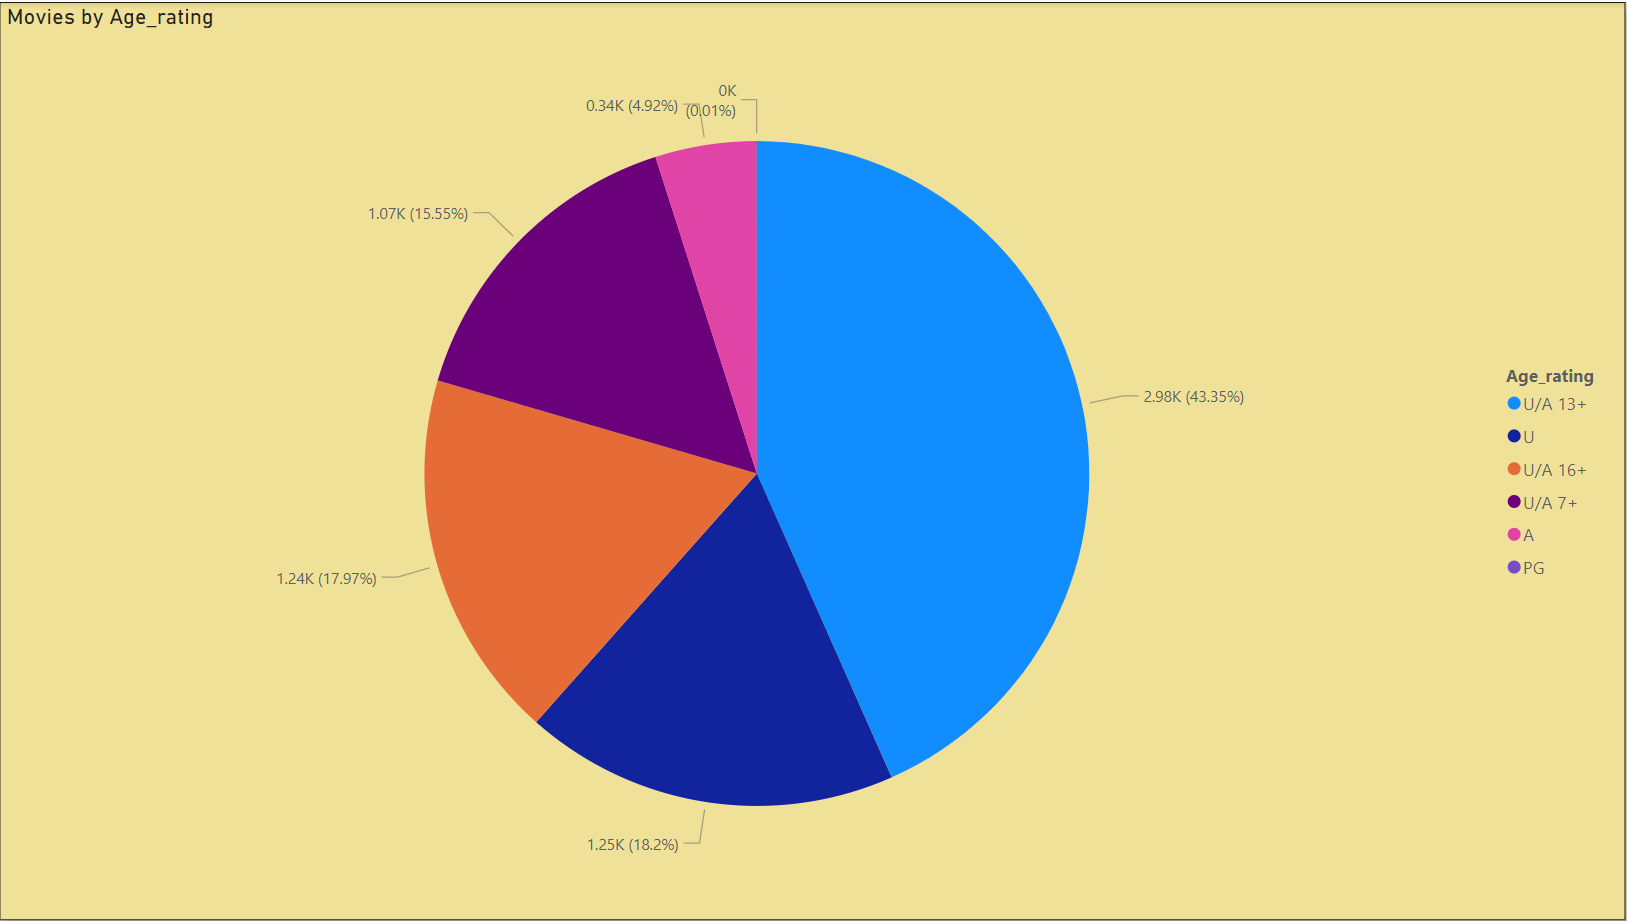 Movies by Age_rating
0K
(0.01%)
0.34K (4.92%)
1.07K (15.55%)
2.98K (43.35%)
1.24K (17.97%)
1.25K (18.2%)
Age_rating
U/A 13+
U
U/A 16+
U/A 7+
A
PG